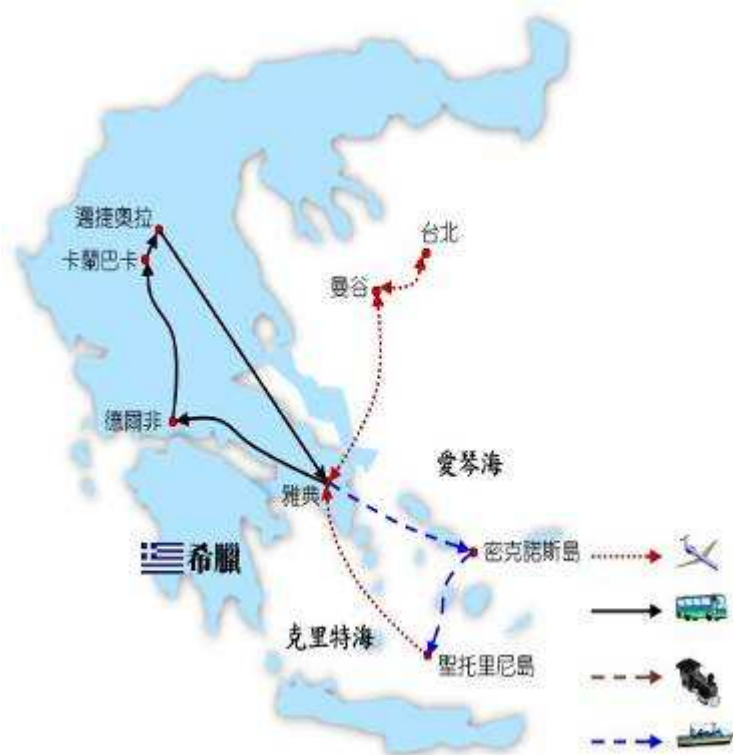 邁捷奧拉
卡蘭巴卡
台北
曼谷
德爾非
愛琴海
雅典
希臘
密克諾斯島
克里特海
聖托里尼島